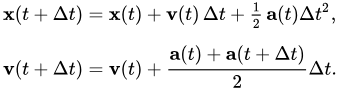 𝐱(t + Δt) = 𝐱(t) + 𝐯(t) Δt + ½ 𝐚(t)Δt²,
𝐯(t + Δt) = 𝐯(t) + (𝐚(t) + 𝐚(t + Δt))/2 Δt.